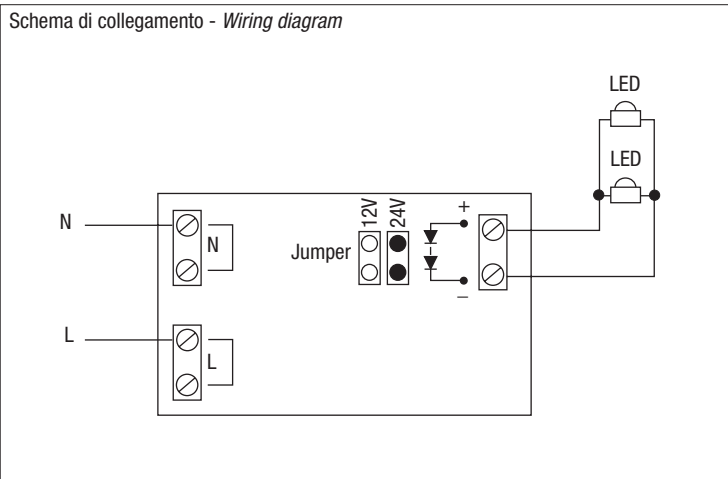 Schema di collegamento - Wiring diagram
LED
LED
N
N
Jumper
12V
24V
+
–
L
L